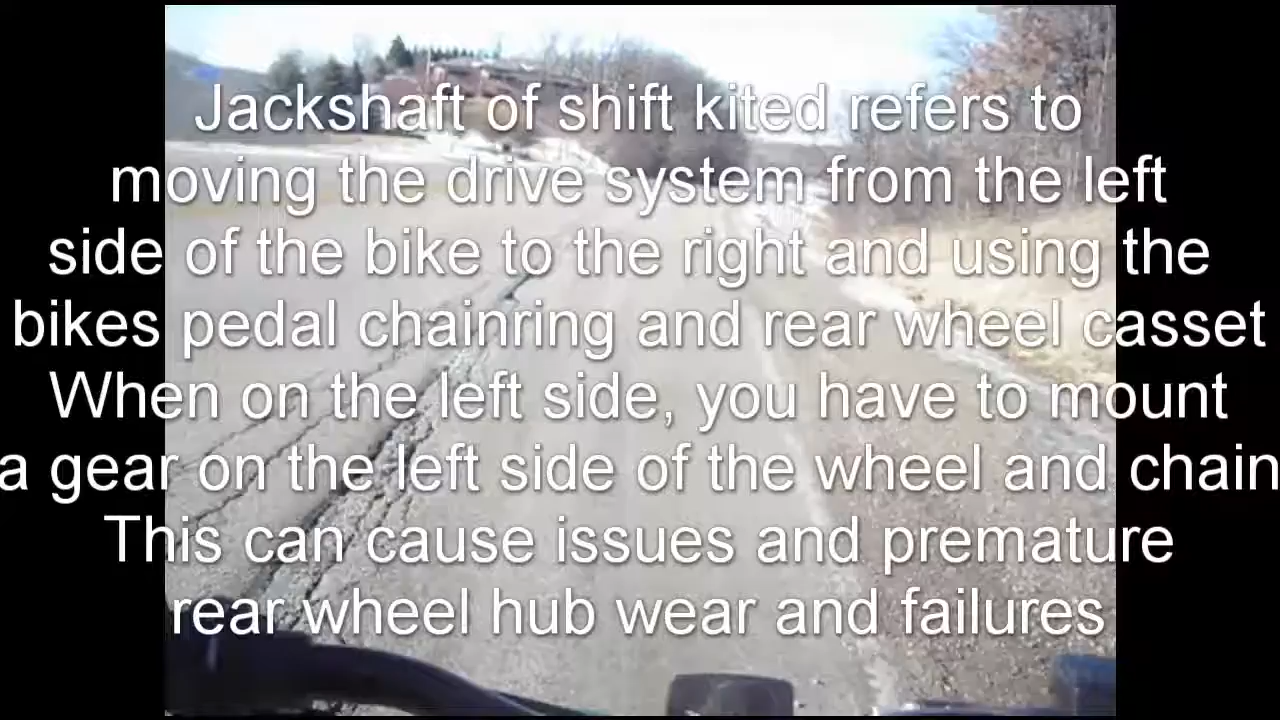 Jackshaft of shift kited refers to
moving the drive system from the left
side of the bike to the right and using the
bikes pedal chainring and rear wheel casset
When on the left side, you have to mount
a gear on the left side of the wheel and chain
This can cause issues and premature
rear wheel hub wear and failures